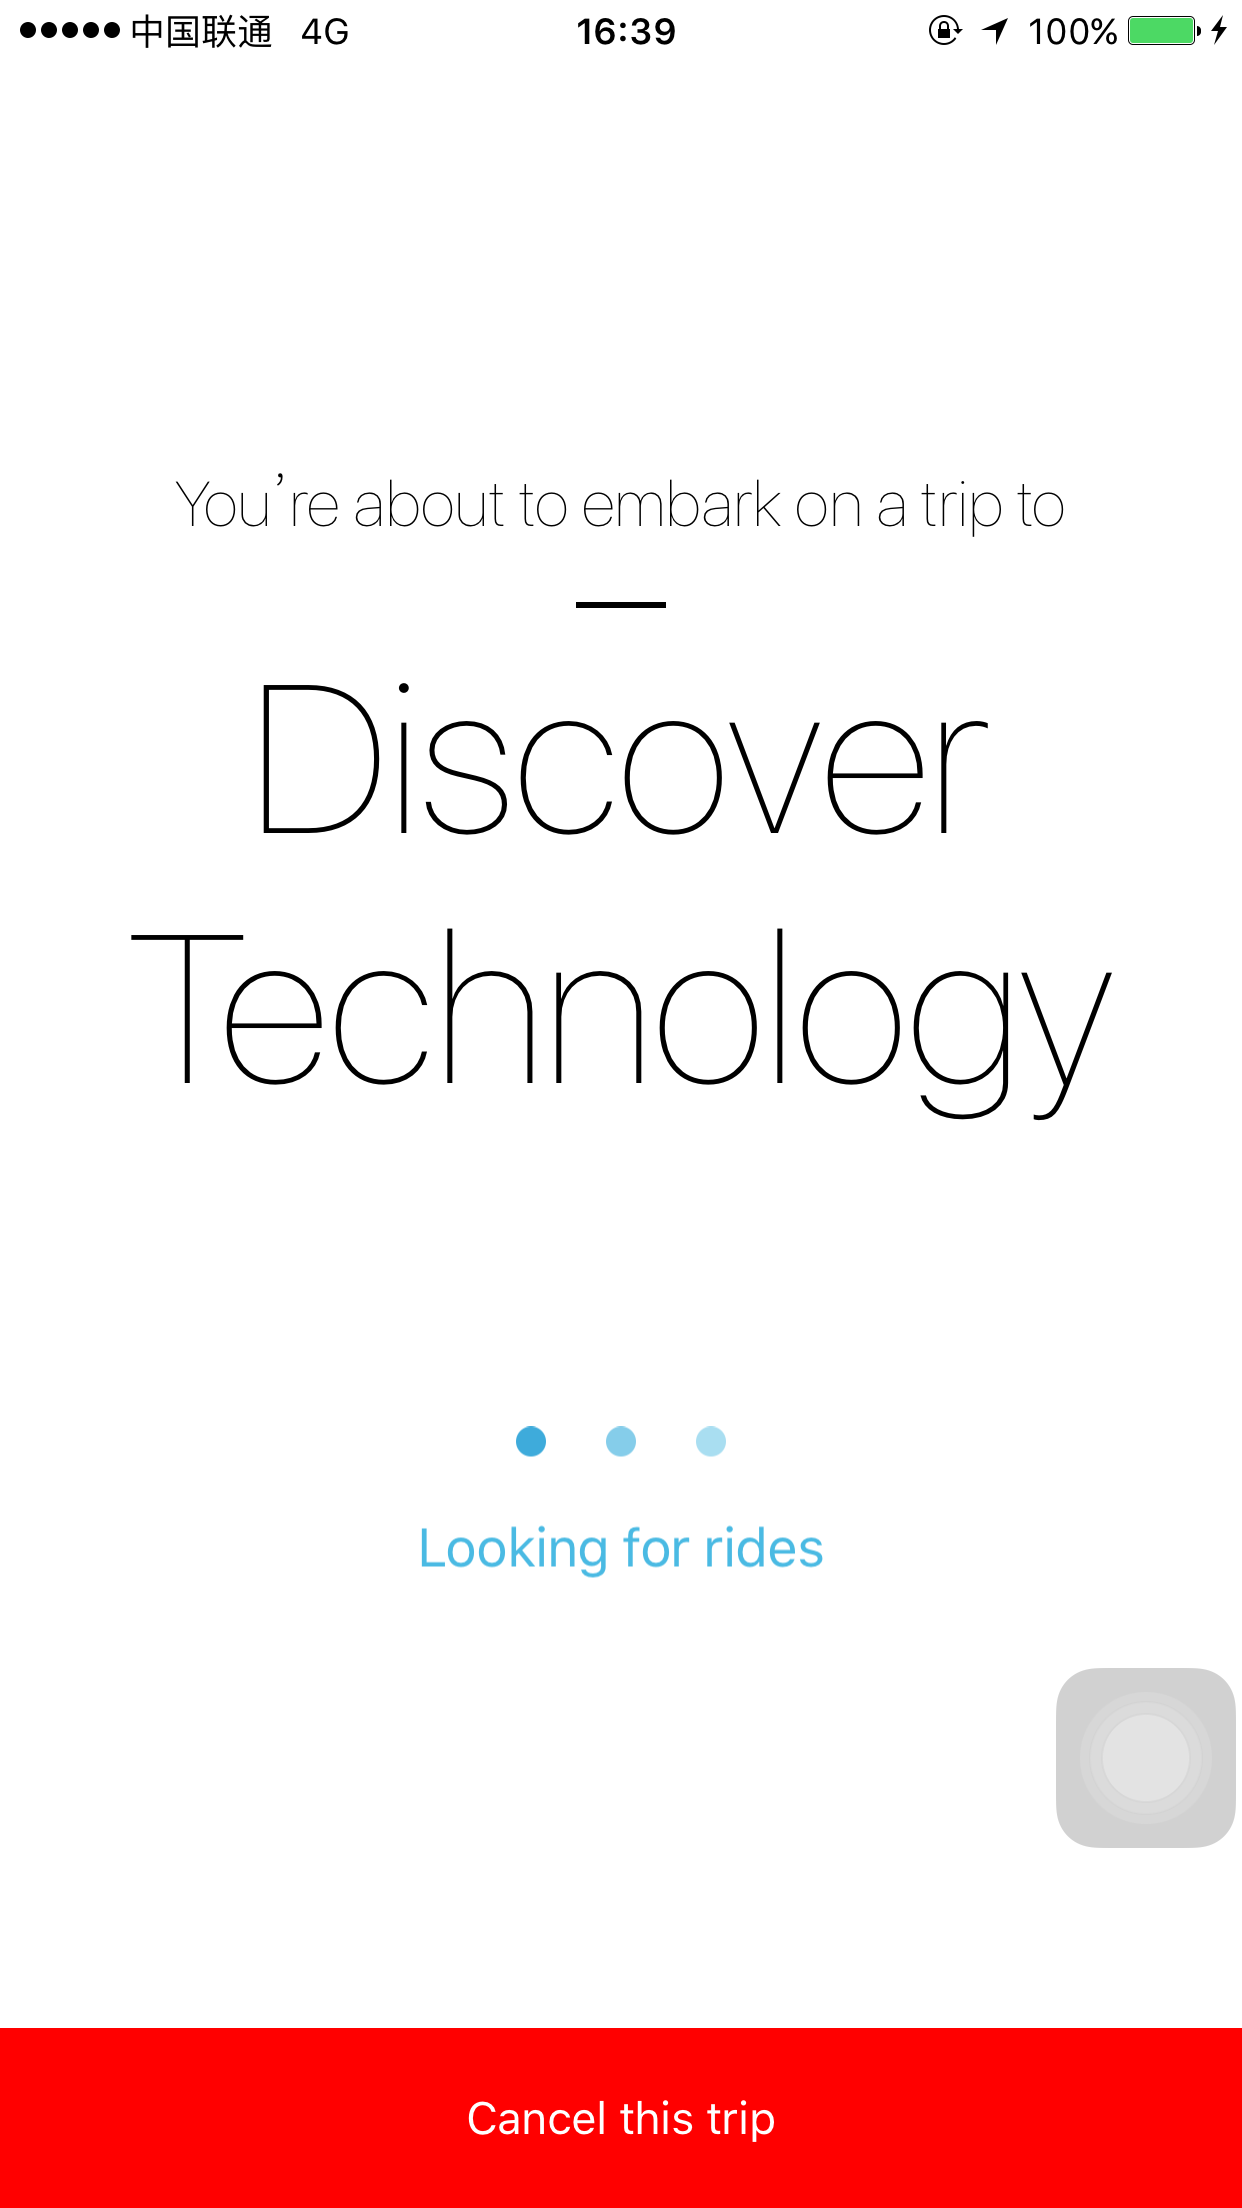 中国联通 4G 16:39 100%
You're about to embark on a trip to
Discover
Technology
Looking for rides
Cancel this trip